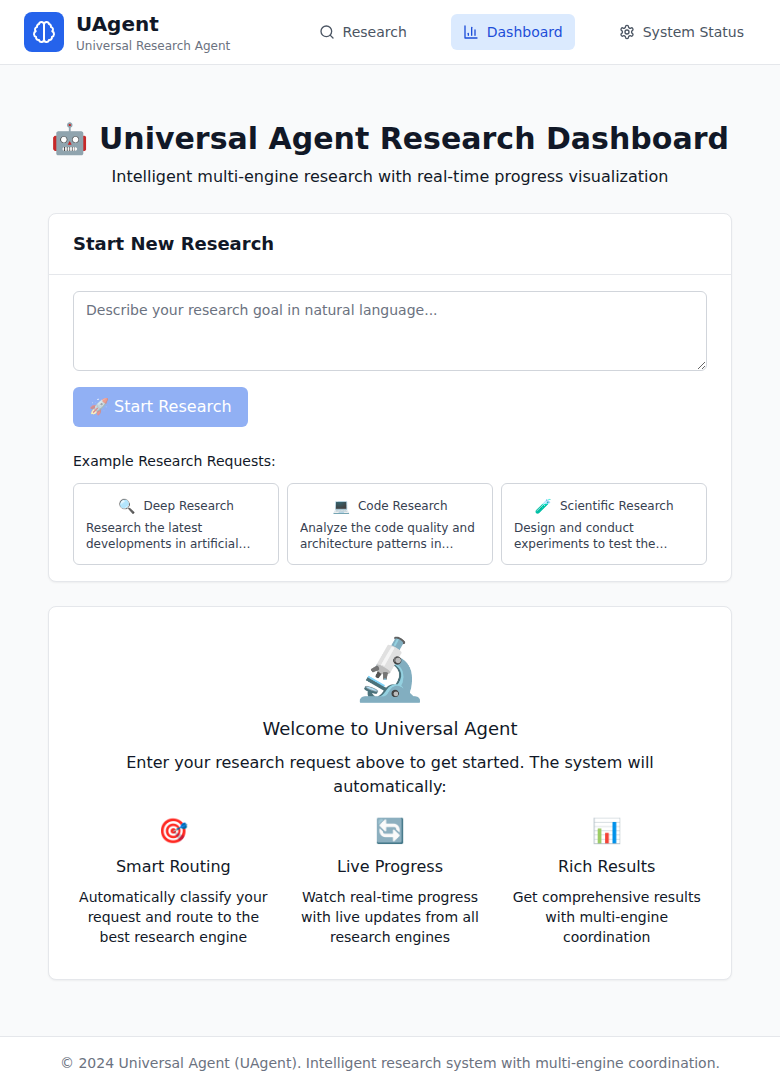 UAgent
Universal Research Agent
Research
Dashboard
System Status
Universal Agent Research Dashboard
Intelligent multi-engine research with real-time progress visualization
Start New Research
Describe your research goal in natural language...
Start Research
Example Research Requests:
Deep Research
Research the latest
developments in artificial...
Code Research
Analyze the code quality and
architecture patterns in...
Scientific Research
Design and conduct
experiments to test the...
Welcome to Universal Agent
Enter your research request above to get started. The system will
automatically:
Smart Routing
Automatically classify your
request and route to the
best research engine
Live Progress
Watch real-time progress
with live updates from all
research engines
Rich Results
Get comprehensive results
with multi-engine
coordination
© 2024 Universal Agent (UAgent). Intelligent research system with multi-engine coordination.